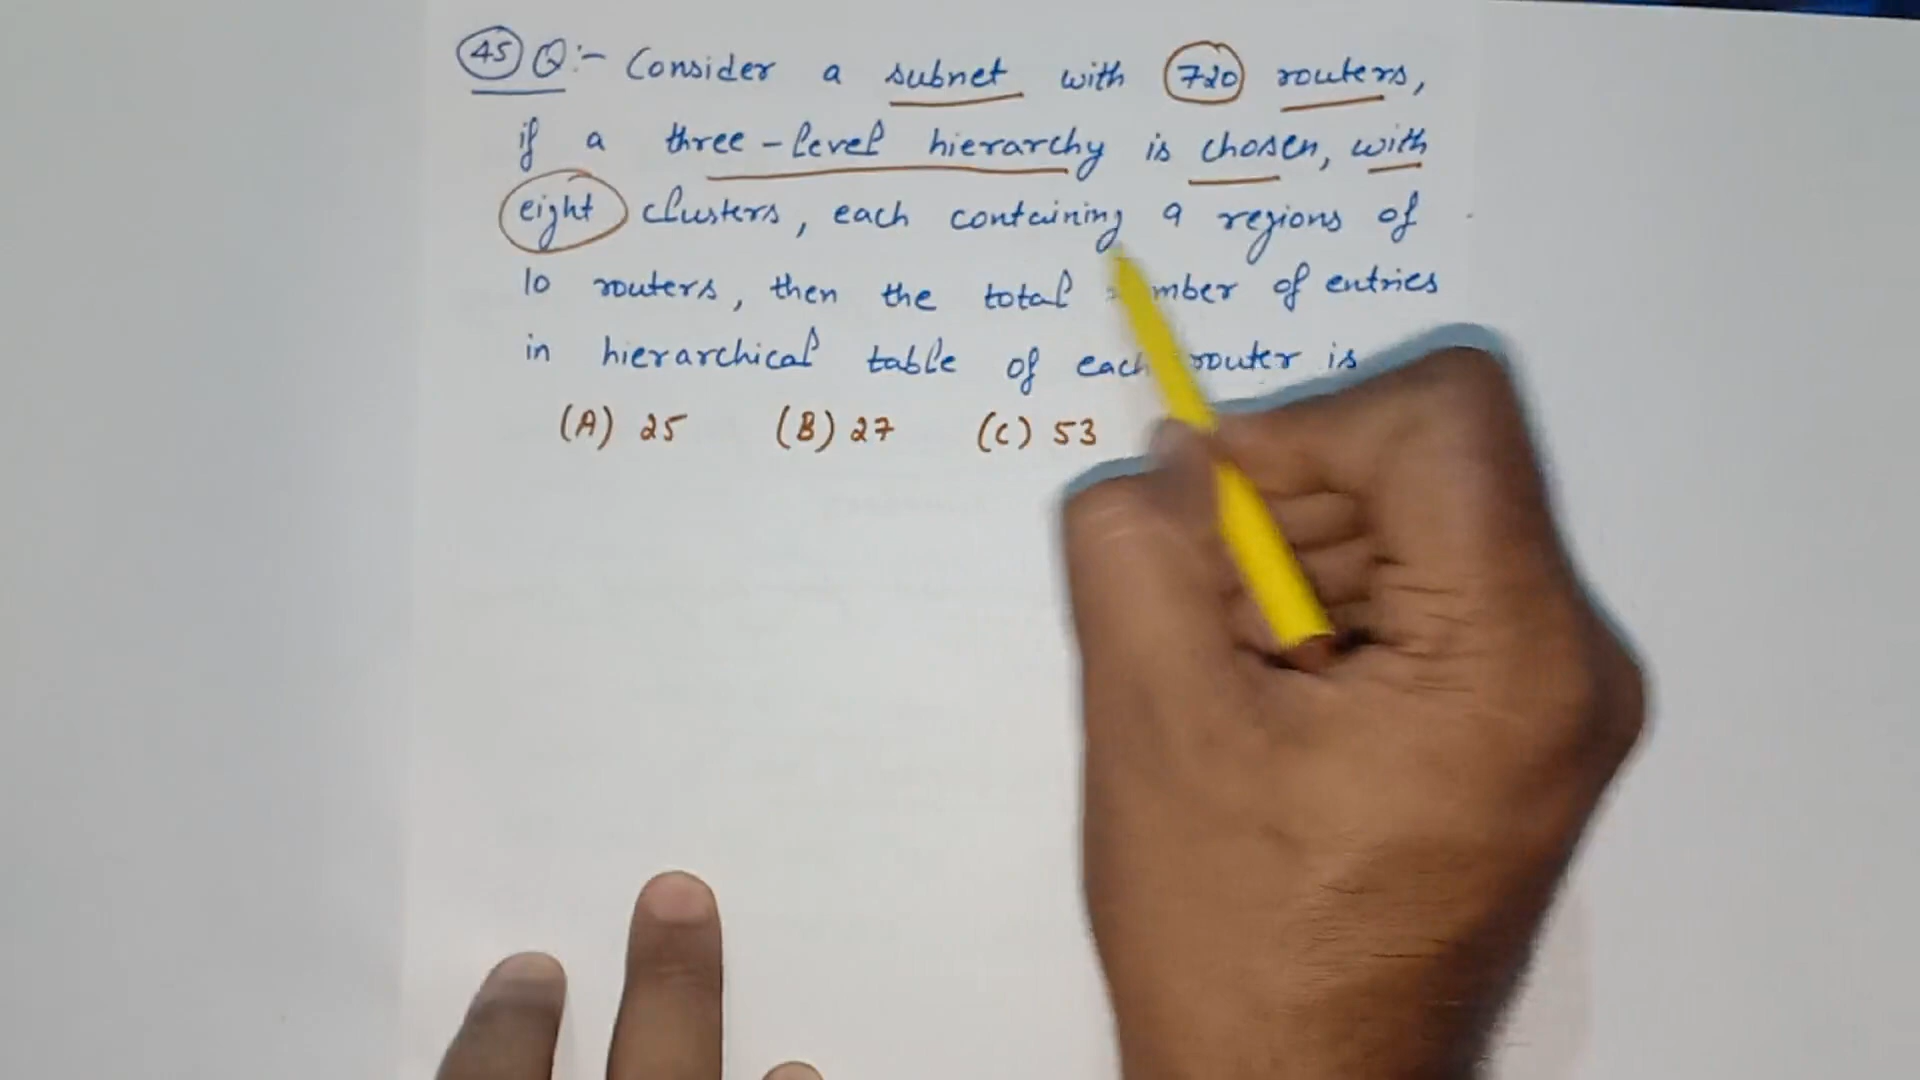 45 Q:- Consider a subnet with 720 routers,
if a three-level hierarchy is chosen, with
eight clusters, each containing 9 regions of
10 routers, then the total mber of entries
in hierarchical table of each router is
(A) 25 (B) 27 (C) 53